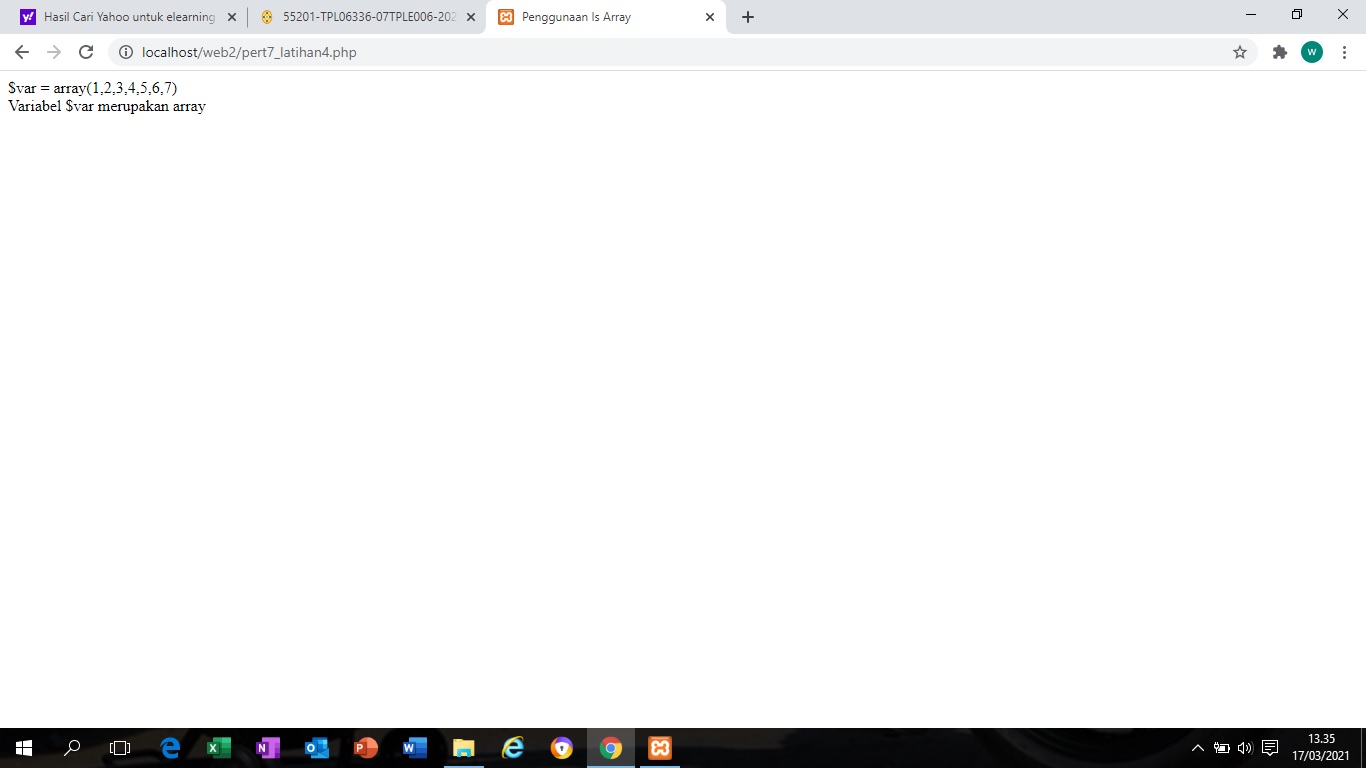 Hasil Cari Yahoo untuk elearning
55201-TPL06336-07TPLE006-202
Penggunaan Is Array
localhost/web2/pert7_latihan4.php
W
$var = array(1,2,3,4,5,6,7)
Variabel $var merupakan array
13.35
17/03/2021